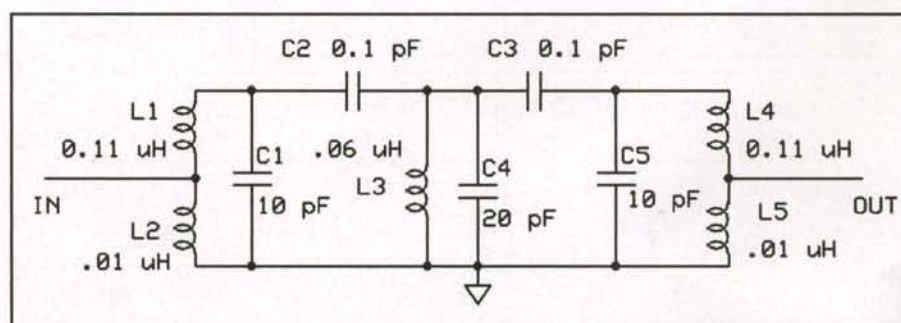 C2 0.1 pF
C3 0.1 pF
L1
0.11 uH
C1
10 pF
.06 uH
L3
C4
20 pF
C5
10 pF
L4
0.11 uH
IN
OUT
L2
.01 uH
L5
.01 uH